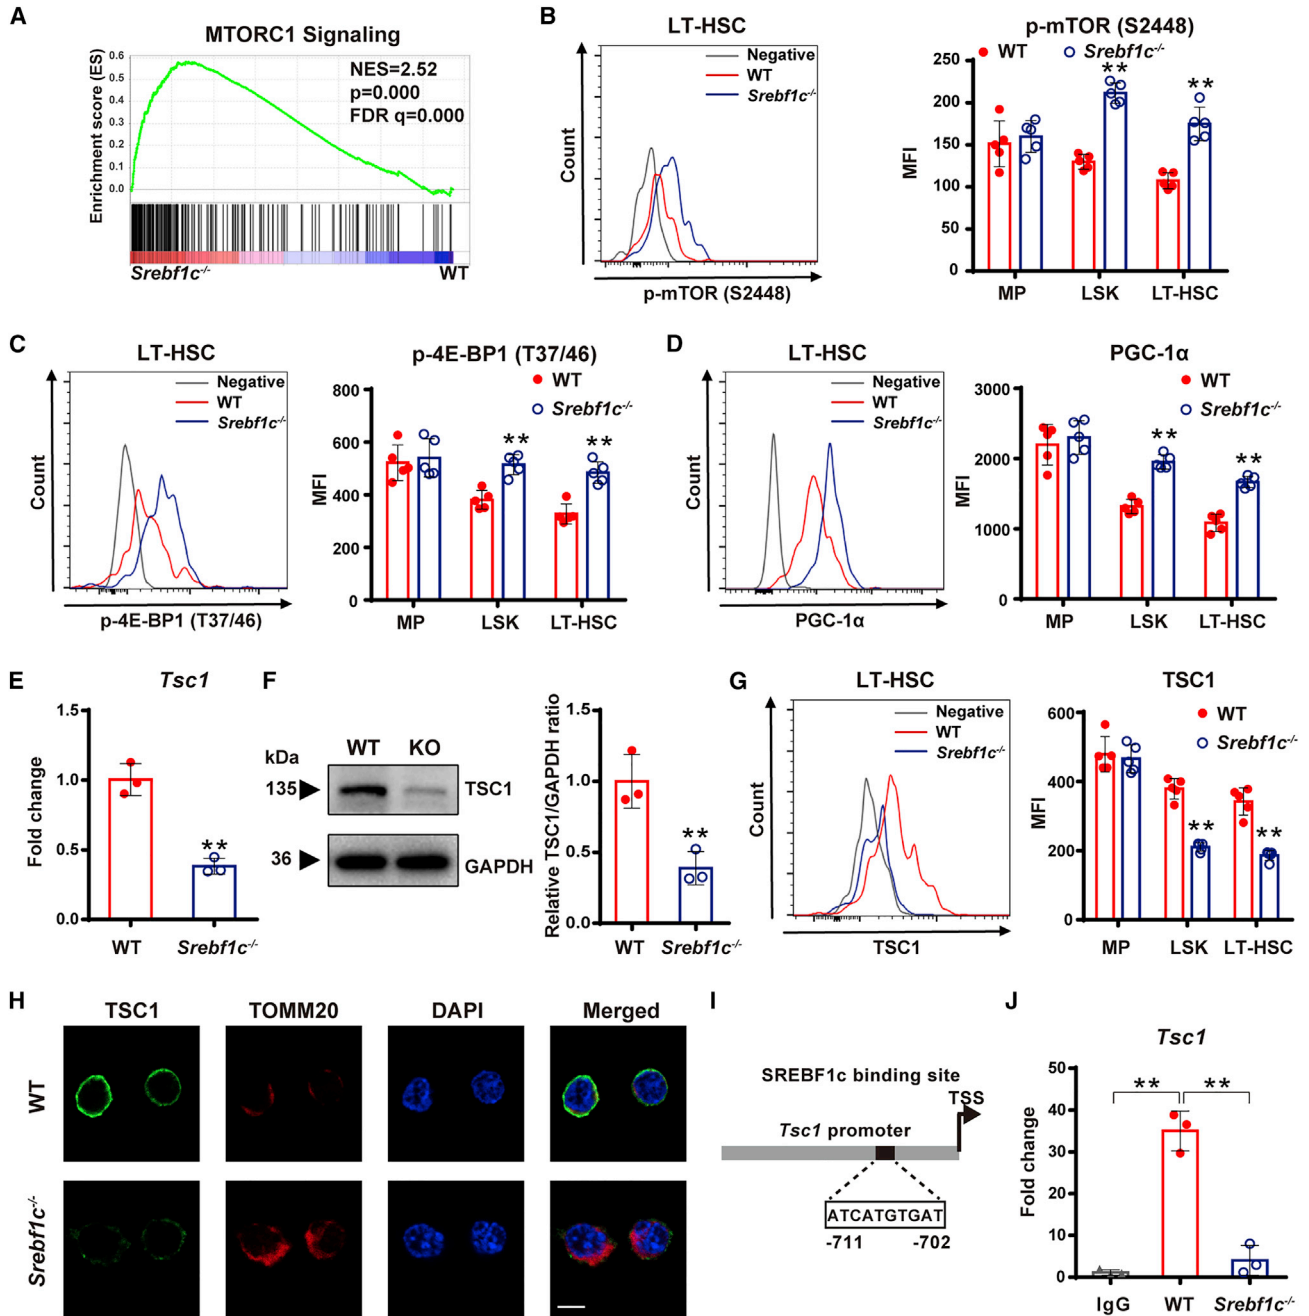 A
MTORC1 Signaling
Enrichment score (ES)
0.6
0.5
0.4
0.3
0.2
0.1
0.0
NES=2.52
p=0.000
FDR q=0.000
Srebf1c-/-
WT
B
LT-HSC
Negative
WT
Srebf1c-/-
Count
p-mTOR (S2448)
p-mTOR (S2448)
WT
Srebf1c-/-
MFI
250
200
150
100
50
0
**
**
MP
LSK
LT-HSC
C
LT-HSC
Negative
WT
Srebf1c-/-
Count
p-4E-BP1 (T37/46)
p-4E-BP1 (T37/46)
WT
Srebf1c-/-
MFI
800
600
400
200
0
**
**
MP
LSK
LT-HSC
D
LT-HSC
Negative
WT
Srebf1c-/-
Count
PGC-1α
PGC-1α
WT
Srebf1c-/-
MFI
3000
2000
1000
0
**
**
MP
LSK
LT-HSC
E
Tsc1
Fold change
1.5
1.0
0.5
0.0
**
WT
Srebf1c-/-
F
kDa
WT
KO
135
TSC1
36
GAPDH
Relative TSC1/GAPDH ratio
1.5
1.0
0.5
0.0
**
WT
Srebf1c-/-
G
LT-HSC
Negative
WT
Srebf1c-/-
Count
TSC1
TSC1
WT
Srebf1c-/-
MFI
600
400
200
0
**
**
MP
LSK
LT-HSC
H
TSC1
TOMM20
DAPI
Merged
WT
Srebf1c-/-
I
SREBF1c binding site
TSS
Tsc1 promoter
ATCATGTGAT
-711
-702
J
Tsc1
Fold change
50
40
30
20
10
0
**
**
IgG
WT
Srebf1c-/-